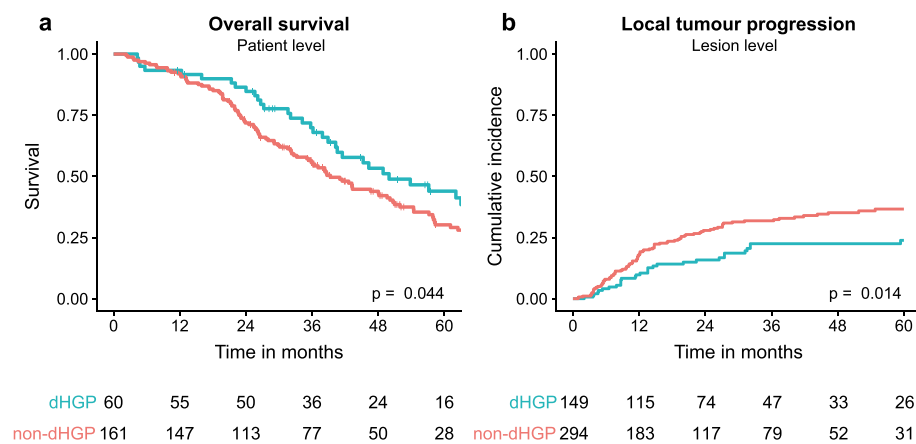 a
Overall survival
Patient level
1.00
0.75
0.50
0.25
0.00
Survival
p = 0.044
0 12 24 36 48 60
Time in months
dHGP 60 55 50 36 24 16
non-dHGP 161 147 113 77 50 28
b
Local tumour progression
Lesion level
1.00
0.75
0.50
0.25
0.00
Cumulative incidence
p = 0.014
0 12 24 36 48 60
Time in months
dHGP 149 115 74 47 33 26
non-dHGP 294 183 117 79 52 31